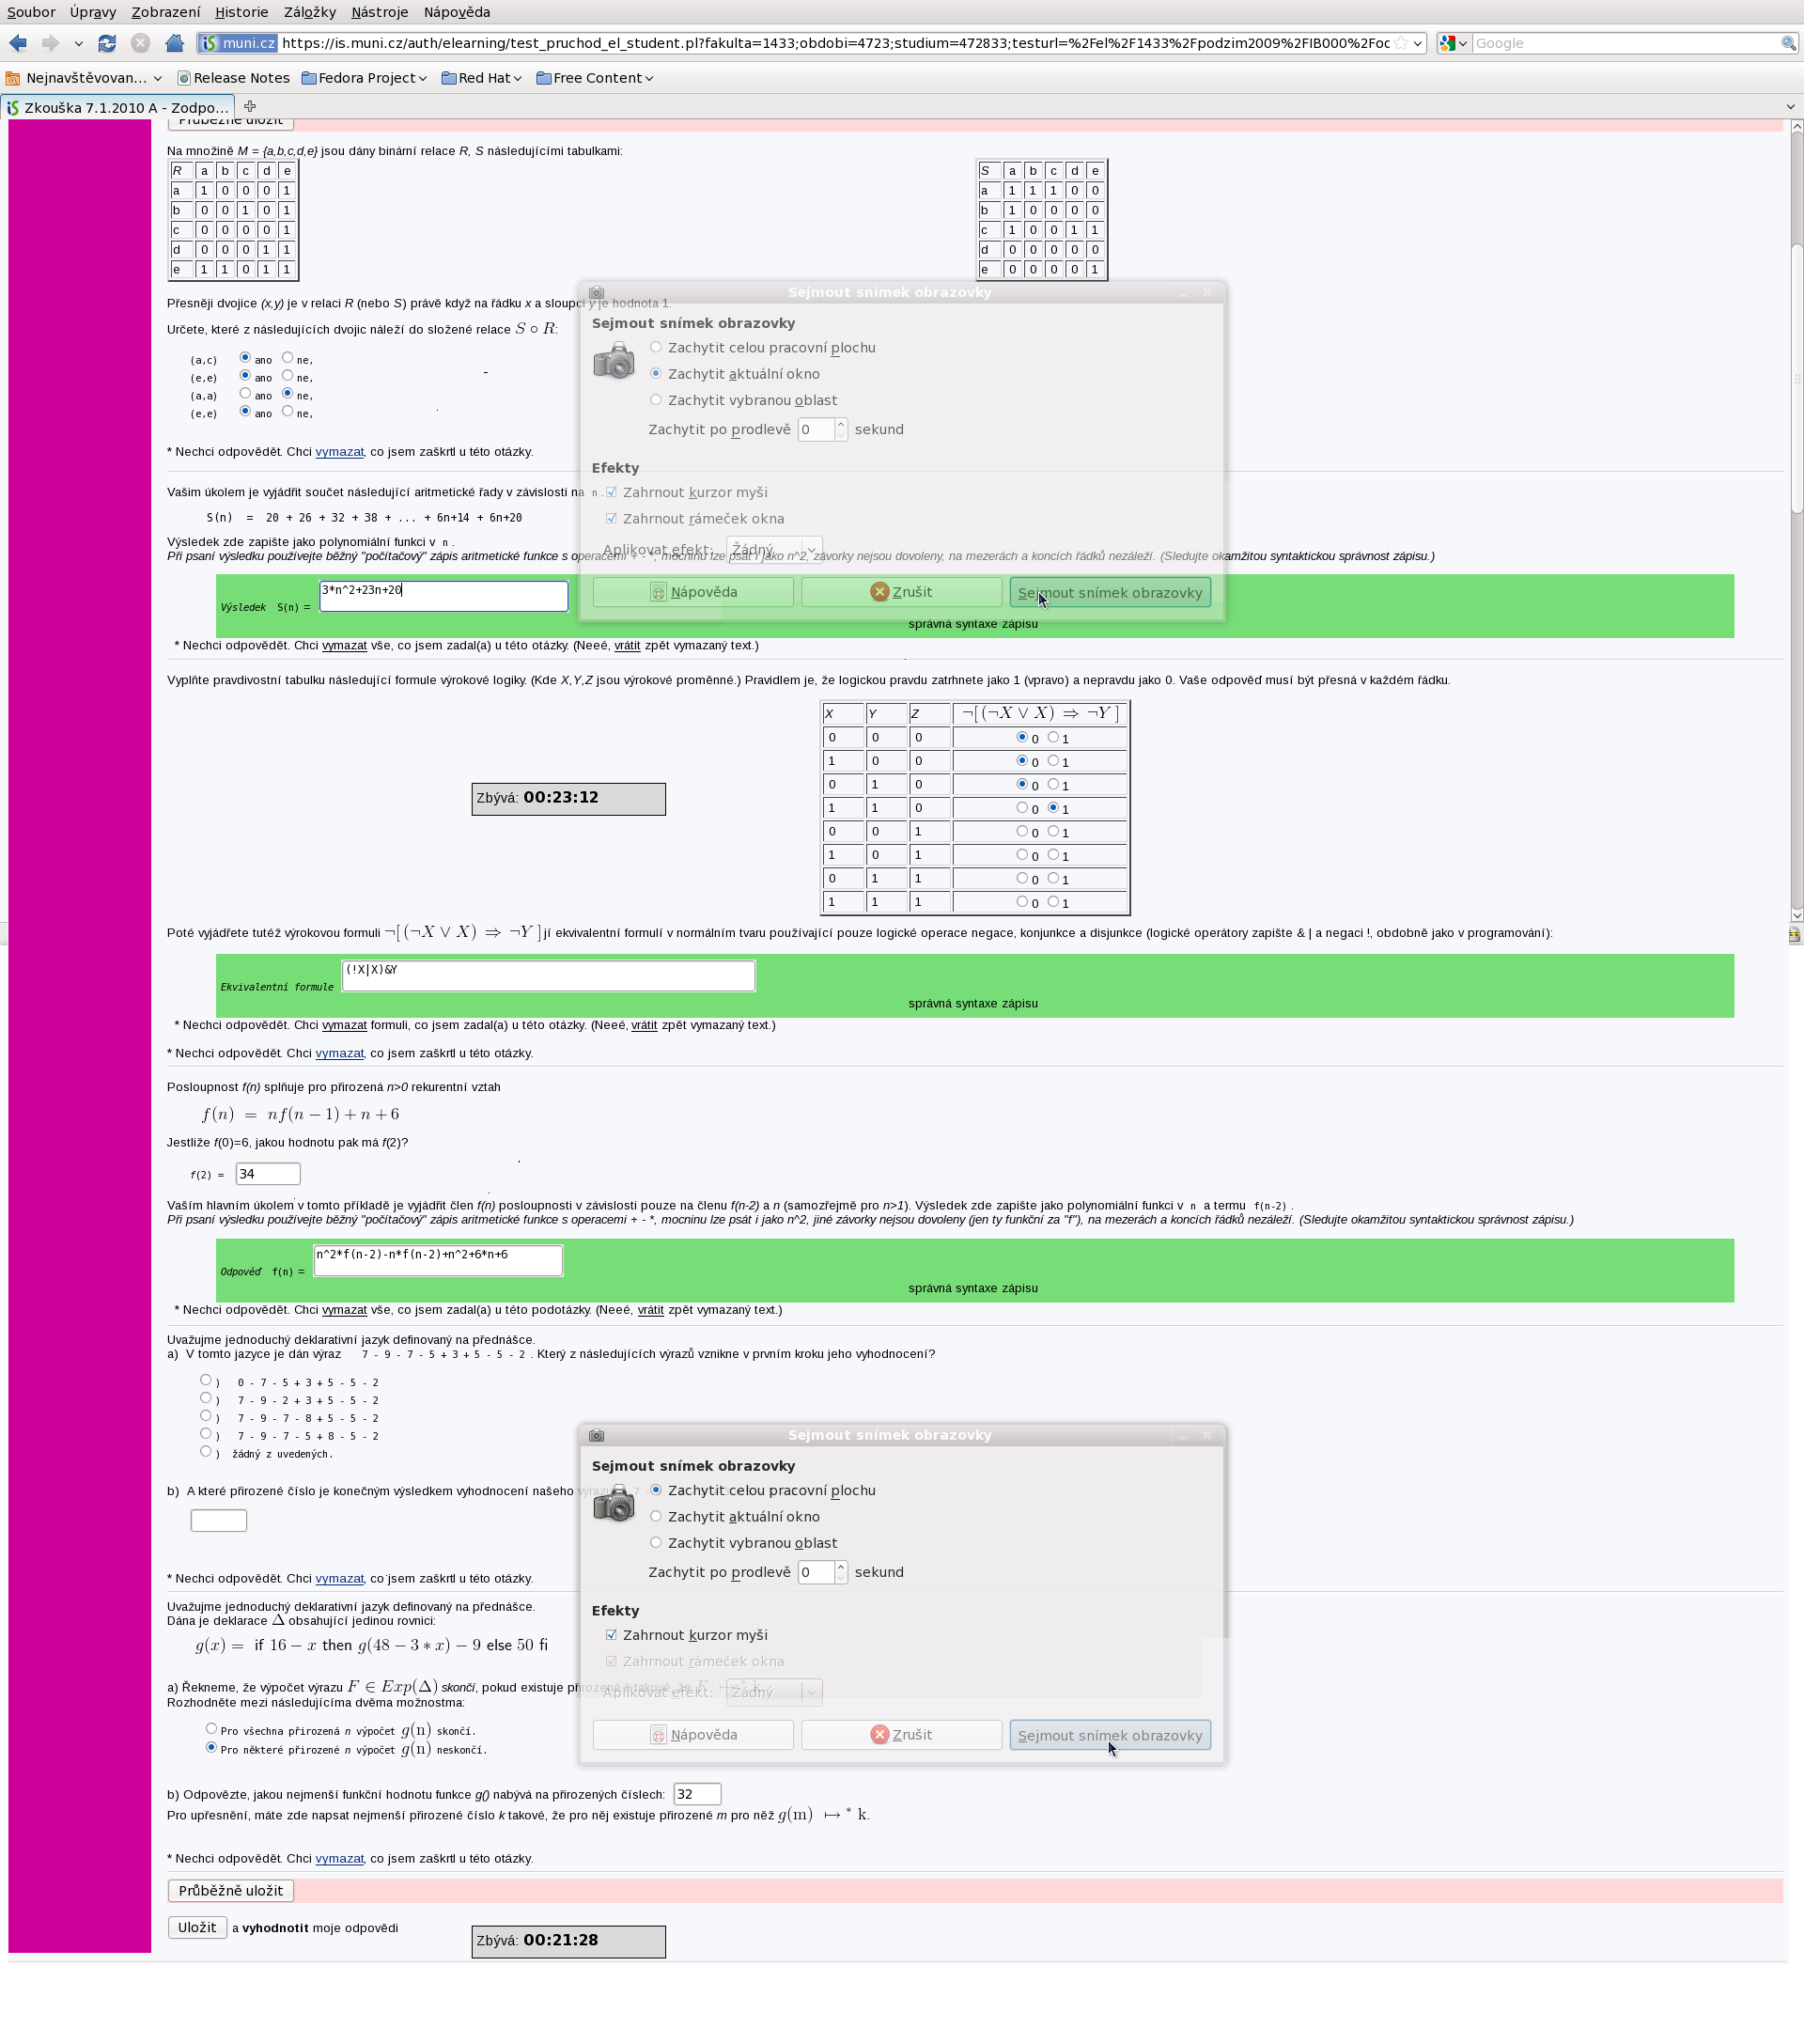 Soubor Úpravy Zobrazení Historie Záložky Nástroje Nápověda
muni.cz https://is.muni.cz/auth/elearning/test_pruchod_el_student.pl?fakulta=1433;obdobi=4723;studium=472833;testurl=%2Fel%2F1433%2Fpodzim2009%2FIB000%2Foc Google
Nejnavštěvovan... Release Notes Fedora Project Red Hat Free Content
Zkouška 7.1.2010 A - Zodpo...
Průběžně uložit
Na množině M = {a,b,c,d,e} jsou dány binární relace R, S následujícími tabulkami:
R a b c d e S a b c d e
a 1 0 0 0 1 a 1 1 1 0 0
b 0 0 1 0 1 b 1 0 0 0 0
c 0 0 0 0 1 c 1 0 0 1 1
d 0 0 0 1 1 d 0 0 0 0 0
e 1 1 0 1 1 e 0 0 0 0 1
Přesněji dvojice (x,y) je v relaci R (nebo S) právě když na řádku x a sloupci y je hodnota 1.
Určete, které z následujících dvojic náleží do složené relace S ∘ R:
(a,c) ano ne,
(e,e) ano ne,
(a,a) ano ne,
(e,e) ano ne,
* Nechci odpovědět. Chci vymazat, co jsem zaškrtl u této otázky.
Sejmout snímek obrazovky
Sejmout snímek obrazovky
Zachytit celou pracovní plochu
Zachytit aktuální okno
Zachytit vybranou oblast
Zachytit po prodlevě 0 sekund
Efekty
Zahrnout kurzor myši
Zahrnout rámeček okna
Aplikovat efekt: Žádný
Nápověda Zrušit Sejmout snímek obrazovky
Vašim úkolem je vyjádřit součet následující aritmetické řady v závislosti na n.
S(n) = 20 + 26 + 32 + 38 + ... + 6n+14 + 6n+20
Výsledek zde zapište jako polynomiální funkci v n.
Při psaní výsledku používejte běžný "počítačový" zápis aritmetické funkce s operacemi + - *, mocninu lze psát i jako n^2, závorky nejsou dovoleny, na mezerách a koncích řádků nezáleží. (Sledujte okamžitou syntaktickou správnost zápisu.)
Výsledek S(n) = 3*n^2+23n+20
správná syntaxe zápisu
* Nechci odpovědět. Chci vymazat vše, co jsem zadal(a) u této otázky. (Neeé, vrátit zpět vymazaný text.)
Vyplňte pravdivostní tabulku následující formule výrokové logiky. (Kde X,Y,Z jsou výrokové proměnné.) Pravidlem je, že logickou pravdu zatrhnete jako 1 (vpravo) a nepravdu jako 0. Vaše odpověď musí být přesná v každém řádku.
X Y Z ¬[ (¬X ∨ X) ⇒ ¬Y ]
0 0 0 0 1
1 0 0 0 1
0 1 0 0 1
1 1 0 0 1
0 0 1 0 1
1 0 1 0 1
0 1 1 0 1
1 1 1 0 1
Zbývá: 00:23:12
Poté vyjádřete tutéž výrokovou formuli ¬[ (¬X ∨ X) ⇒ ¬Y ] jí ekvivalentní formulí v normálním tvaru používající pouze logické operace negace, konjunkce a disjunkce (logické operátory zapište & | a negaci !, obdobně jako v programování):
Ekvivalentní formule (!X|X)&Y
správná syntaxe zápisu
* Nechci odpovědět. Chci vymazat formuli, co jsem zadal(a) u této otázky. (Neeé, vrátit zpět vymazaný text.)
* Nechci odpovědět. Chci vymazat, co jsem zaškrtl u této otázky.
Posloupnost f(n) splňuje pro přirozená n>0 rekurentní vztah
f(n) = nf(n − 1) + n + 6
Jestliže f(0)=6, jakou hodnotu pak má f(2)?
f(2) = 34
Vaším hlavním úkolem v tomto příkladě je vyjádřit člen f(n) posloupnosti v závislosti pouze na členu f(n-2) a n (samozřejmě pro n>1). Výsledek zde zapište jako polynomiální funkci v n a termu f(n-2).
Při psaní výsledku používejte běžný "počítačový" zápis aritmetické funkce s operacemi + - *, mocninu lze psát i jako n^2, jiné závorky nejsou dovoleny (jen ty funkční za "f"), na mezerách a koncích řádků nezáleží. (Sledujte okamžitou syntaktickou správnost zápisu.)
Odpověď f(n) = n^2*f(n-2)-n*f(n-2)+n^2+6*n+6
správná syntaxe zápisu
* Nechci odpovědět. Chci vymazat vše, co jsem zadal(a) u této podotázky. (Neeé, vrátit zpět vymazaný text.)
Uvažujme jednoduchý deklarativní jazyk definovaný na přednášce.
a) V tomto jazyce je dán výraz 7 - 9 - 7 - 5 + 3 + 5 - 5 - 2 . Který z následujících výrazů vznikne v prvním kroku jeho vyhodnocení?
) 0 - 7 - 5 + 3 + 5 - 5 - 2
) 7 - 9 - 2 + 3 + 5 - 5 - 2
) 7 - 9 - 7 - 8 + 5 - 5 - 2
) 7 - 9 - 7 - 5 + 8 - 5 - 2
) žádný z uvedených.
b) A které přirozené číslo je konečným výsledkem vyhodnocení našeho výrazu 7 -
* Nechci odpovědět. Chci vymazat, co jsem zaškrtl u této otázky.
Sejmout snímek obrazovky
Sejmout snímek obrazovky
Zachytit celou pracovní plochu
Zachytit aktuální okno
Zachytit vybranou oblast
Zachytit po prodlevě 0 sekund
Efekty
Zahrnout kurzor myši
Zahrnout rámeček okna
Aplikovat efekt: Žádný
Nápověda Zrušit Sejmout snímek obrazovky
Uvažujme jednoduchý deklarativní jazyk definovaný na přednášce.
Dána je deklarace Δ obsahující jedinou rovnici:
g(x) = if 16 − x then g(48 − 3 ∗ x) − 9 else 50 fi
a) Řekneme, že výpočet výrazu F ∈ Exp(Δ) skončí, pokud existuje přirozené k takové, že F ↦* k.
Rozhodněte mezi následujícíma dvěma možnostma:
Pro všechna přirozená n výpočet g(n) skončí.
Pro některé přirozené n výpočet g(n) neskončí.
b) Odpovězte, jakou nejmenší funkční hodnotu funkce g() nabývá na přirozených číslech: 32
Pro upřesnění, máte zde napsat nejmenší přirozené číslo k takové, že pro něj existuje přirozené m pro něž g(m) ↦* k.
* Nechci odpovědět. Chci vymazat, co jsem zaškrtl u této otázky.
Průběžně uložit
Uložit a vyhodnotit moje odpovědi
Zbývá: 00:21:28